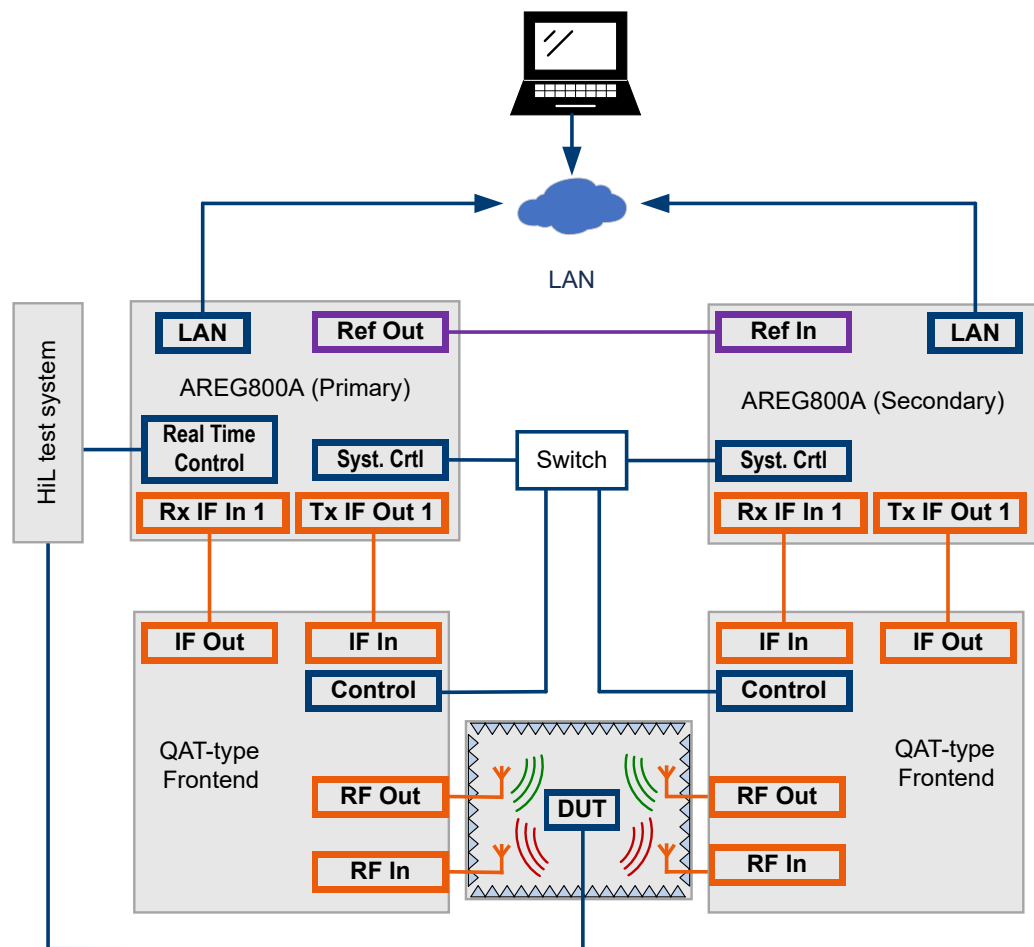 LAN
HiL test system
LAN
Ref Out
AREG800A (Primary)
Real Time
Control
Syst. Crtl
Rx IF In 1
Tx IF Out 1
Switch
Ref In
LAN
AREG800A (Secondary)
Syst. Crtl
Rx IF In 1
Tx IF Out 1
IF Out
IF In
Control
QAT-type
Frontend
RF Out
RF In
DUT
IF In
IF Out
Control
QAT-type
Frontend
RF Out
RF In